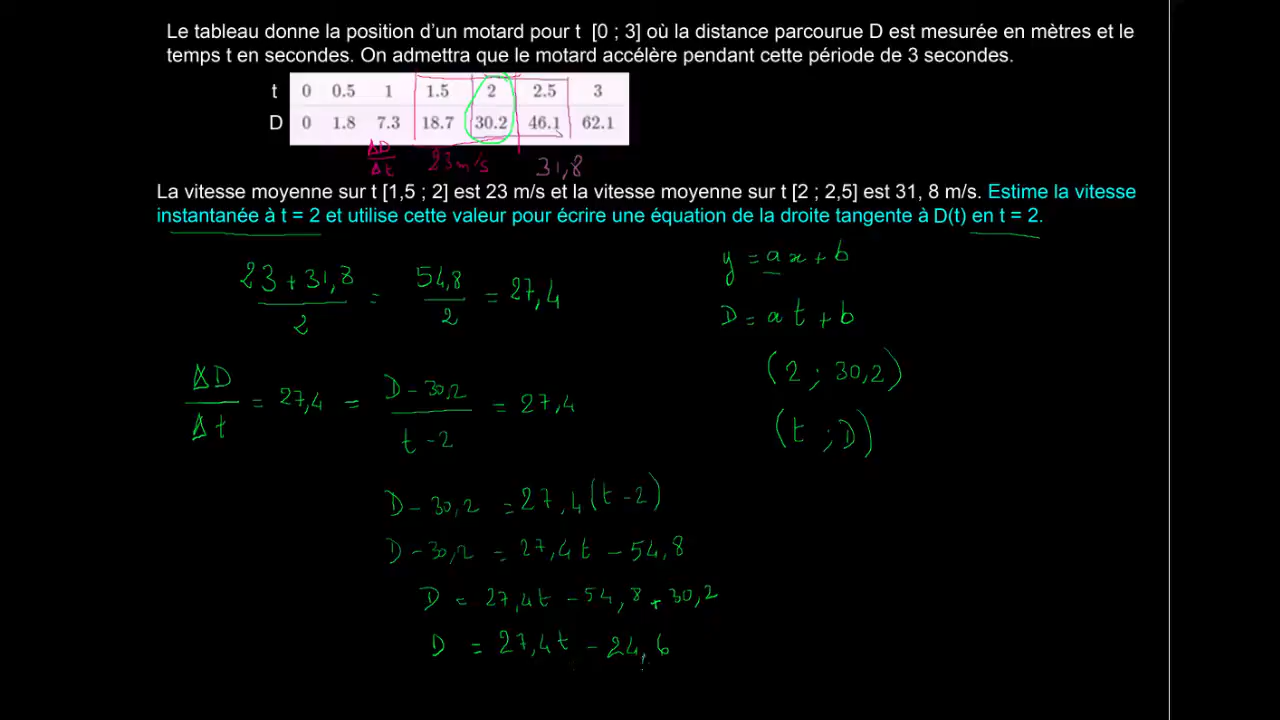 Le tableau donne la position d'un motard pour t [0 ; 3] où la distance parcourue D est mesurée en mètres et le
temps t en secondes. On admettra que le motard accélère pendant cette période de 3 secondes.
t 0 0.5 1 1.5 2 2.5 3
D 0 1.8 7.3 18.7 30.2 46.1 62.1
ΔD/Δt 23 m/s 31,8
La vitesse moyenne sur t [1,5 ; 2] est 23 m/s et la vitesse moyenne sur t [2 ; 2,5] est 31, 8 m/s. Estime la vitesse
instantanée à t = 2 et utilise cette valeur pour écrire une équation de la droite tangente à D(t) en t = 2.
(23 + 31,8)/2 = 54,8/2 = 27,4
y = ax + b
D = at + b
(2 ; 30,2)
(t ; D)
ΔD/Δt = 27,4 = (D - 30,2)/(t - 2) = 27,4
D - 30,2 = 27,4(t - 2)
D - 30,2 = 27,4t - 54,8
D = 27,4t - 54,8 + 30,2
D = 27,4t - 24,6